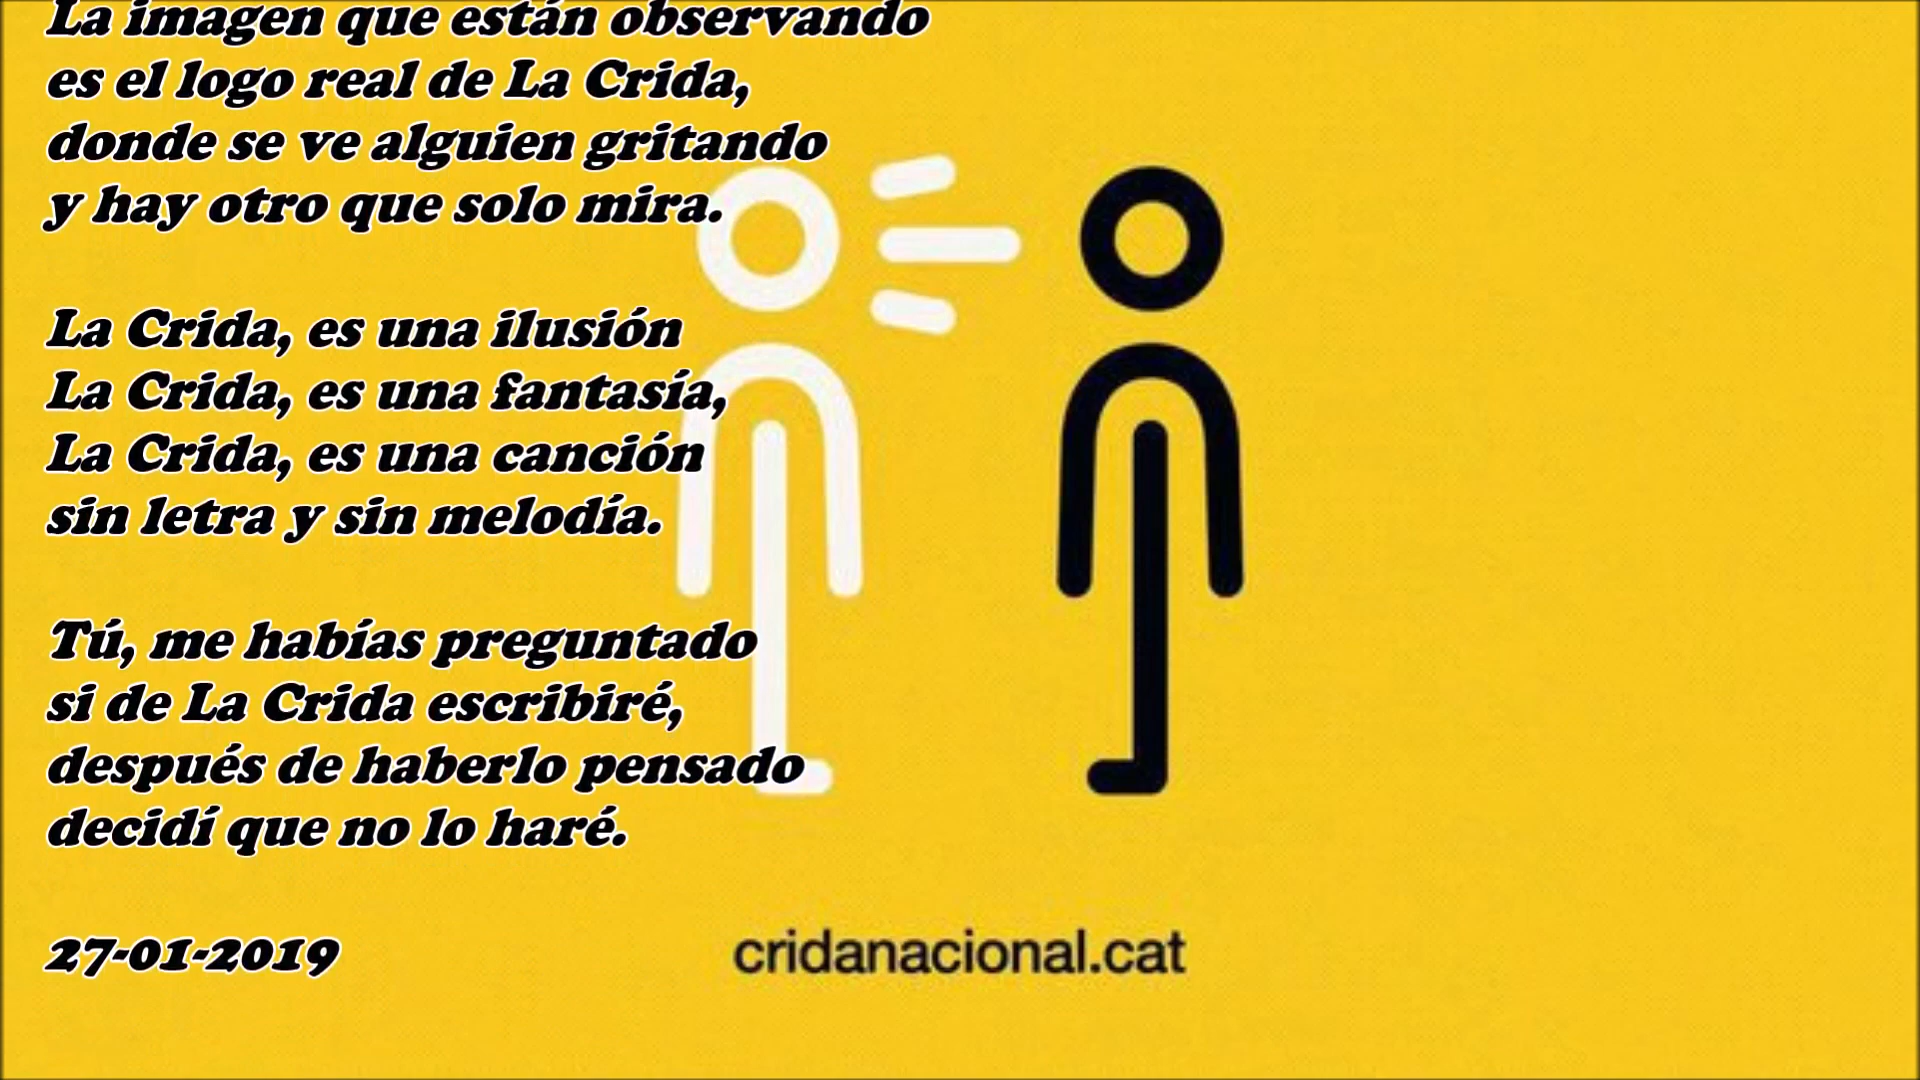 La imagen que están observando
es el logo real de La Crida,
donde se ve alguien gritando
y hay otro que solo mira.
La Crida, es una ilusión
La Crida, es una fantasía,
La Crida, es una canción
sin letra y sin melodía.
Tú, me habías preguntado
si de La Crida escribiré,
después de haberlo pensado
decidí que no lo haré.
27-01-2019
cridanacional.cat